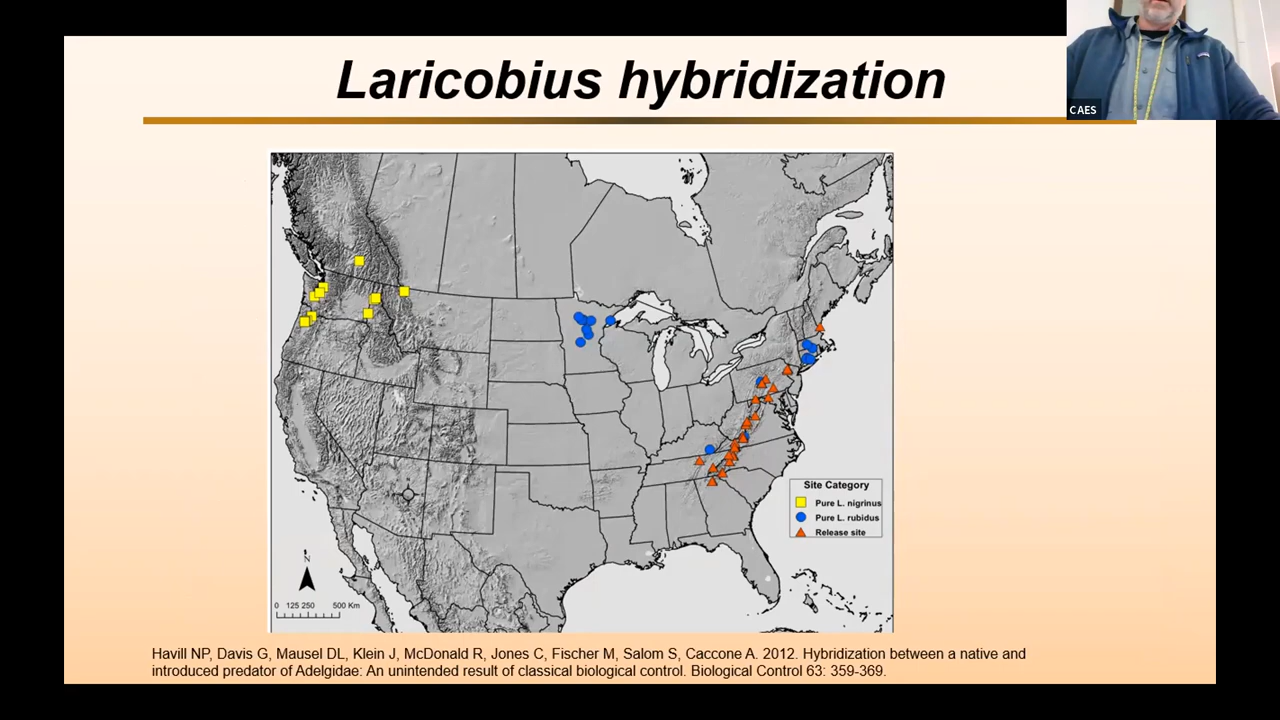 Laricobius hybridization
CAES
Site Category
Pure L. nigrinus
Pure L. rubidus
Release site
N
0 125 250 500 Km
Havill NP, Davis G, Mausel DL, Klein J, McDonald R, Jones C, Fischer M, Salom S, Caccone A. 2012. Hybridization between a native and
introduced predator of Adelgidae: An unintended result of classical biological control. Biological Control 63: 359-369.